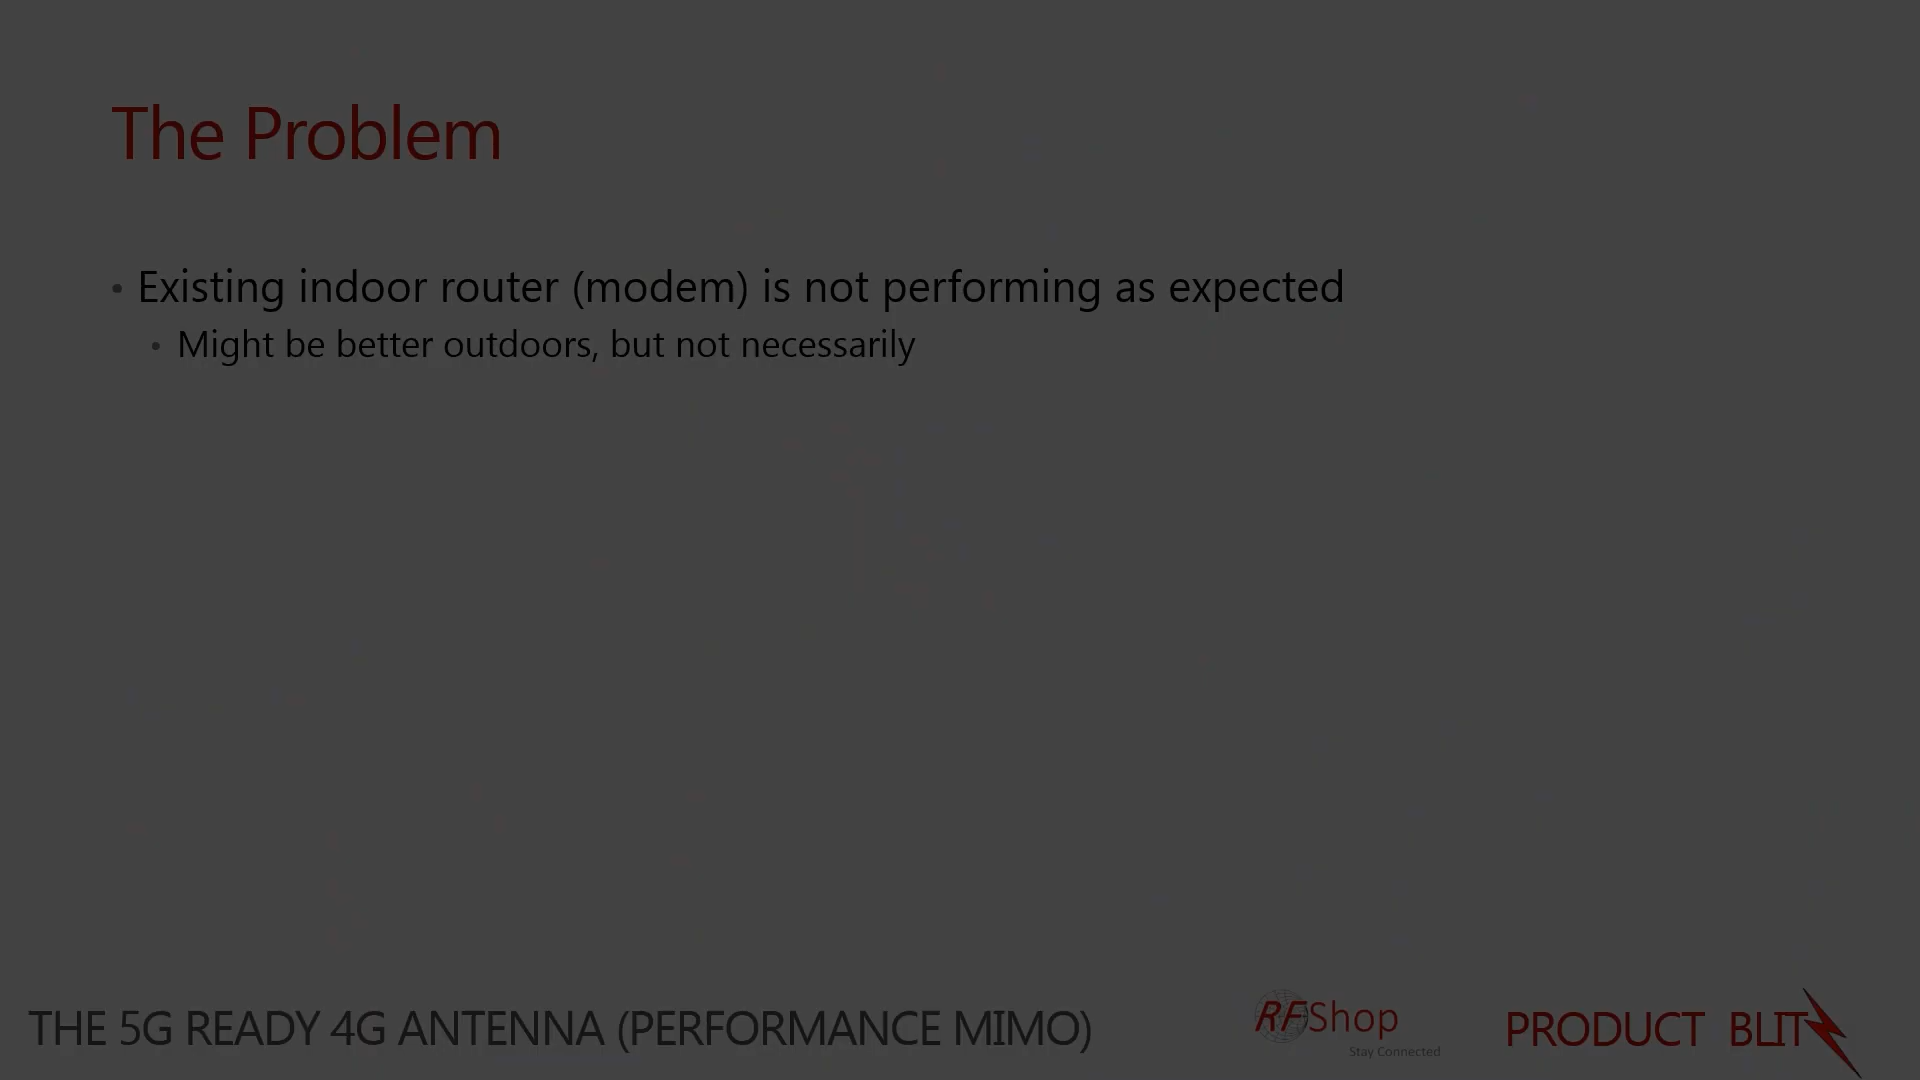 The Problem
• Existing indoor router (modem) is not performing as expected
• Might be better outdoors, but not necessarily
THE 5G READY 4G ANTENNA (PERFORMANCE MIMO)
RFShop
Stay Connected
PRODUCT BLITZ